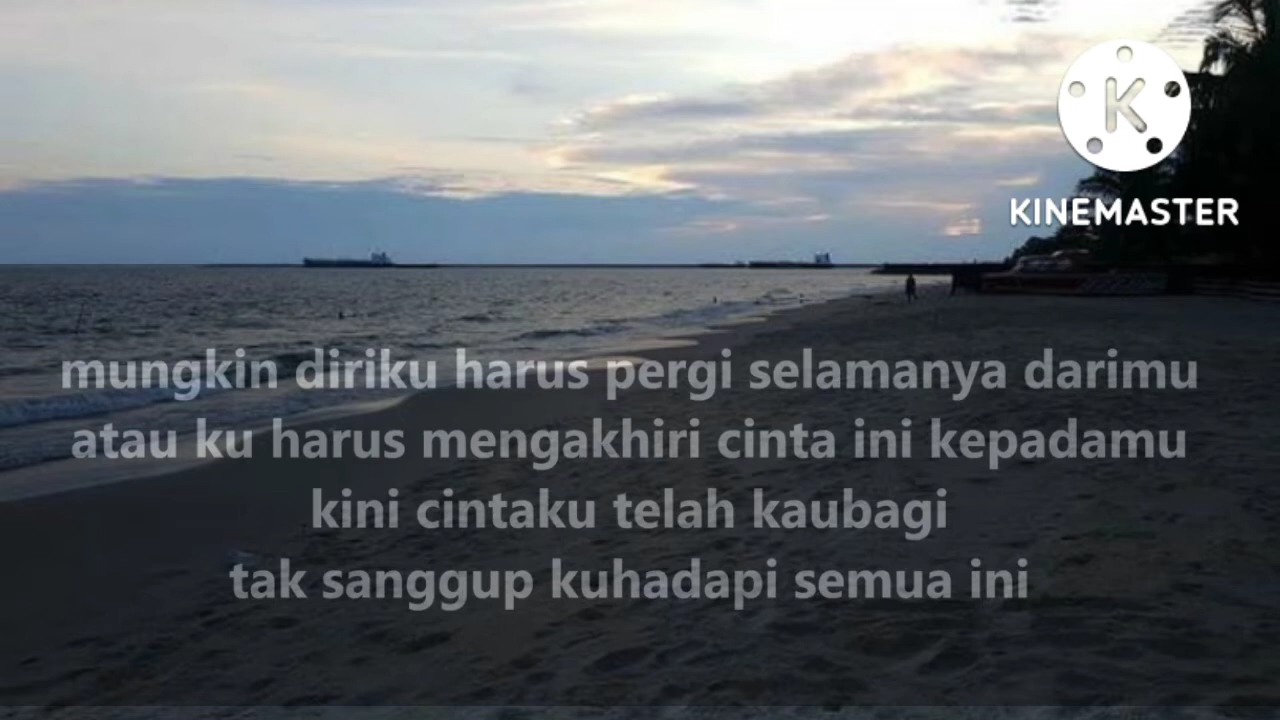 K
KINEMASTER
mungkin diriku harus pergi selamanya darimu
atau ku harus mengakhiri cinta ini kepadamu
kini cintaku telah kaubagi
tak sanggup kuhadapi semua ini